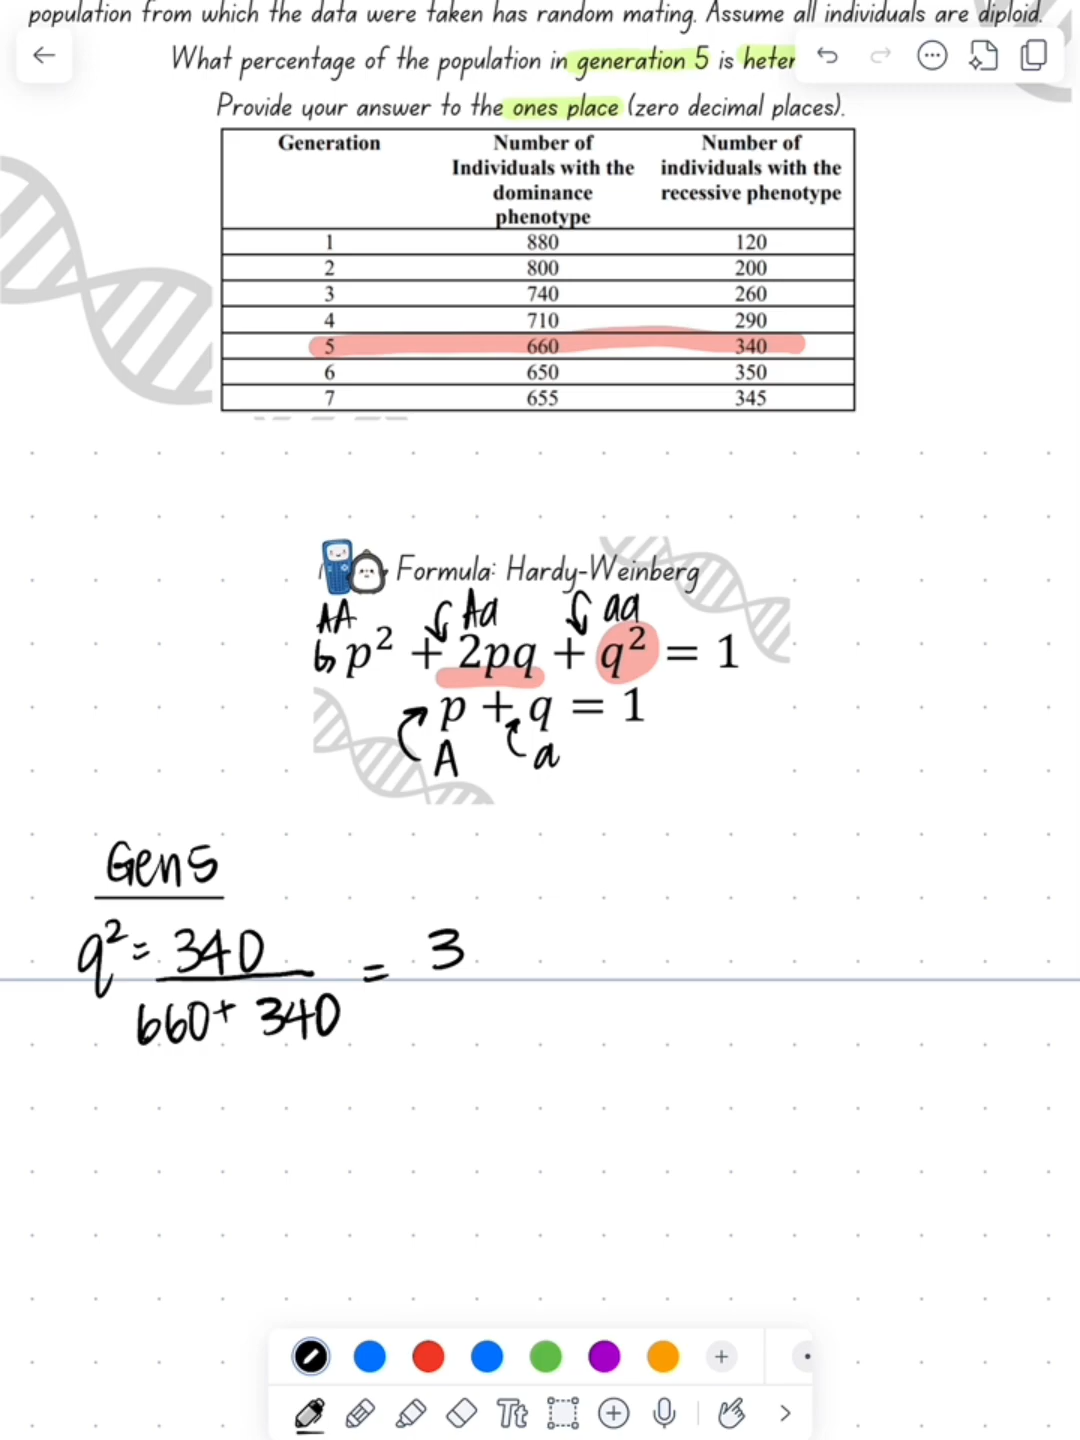 population from which the data were taken has random mating. Assume all individuals are diploid.
What percentage of the population in generation 5 is heter
Provide your answer to the ones place (zero decimal places).
Generation Number of Individuals with the dominance phenotype Number of individuals with the recessive phenotype
1 880 120
2 800 200
3 740 260
4 710 290
5 660 340
6 650 350
7 655 345
Formula: Hardy-Weinberg
AA Aa aa
p² + 2pq + q² = 1
p + q = 1
A a
Gen 5
q² = 340 = 3
660 + 340
Tt